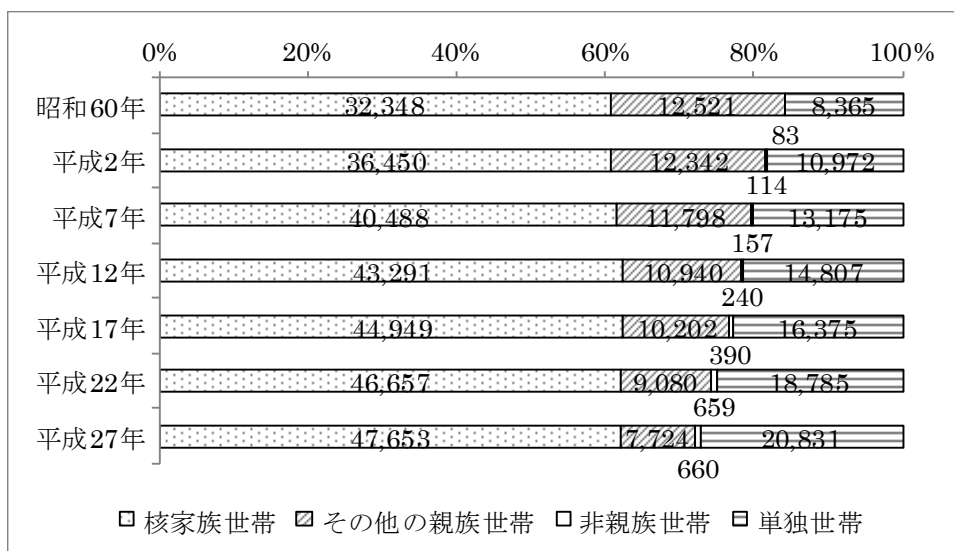 0% 20% 40% 60% 80% 100%
昭和60年 32,348 12,521 8,365
83
平成2年 36,450 12,342 10,972
114
平成7年 40,488 11,798 13,175
157
平成12年 43,291 10,940 14,807
240
平成17年 44,949 10,202 16,375
390
平成22年 46,657 9,080 18,785
659
平成27年 47,653 7,724 20,831
660
核家族世帯 その他の親族世帯 非親族世帯 単独世帯